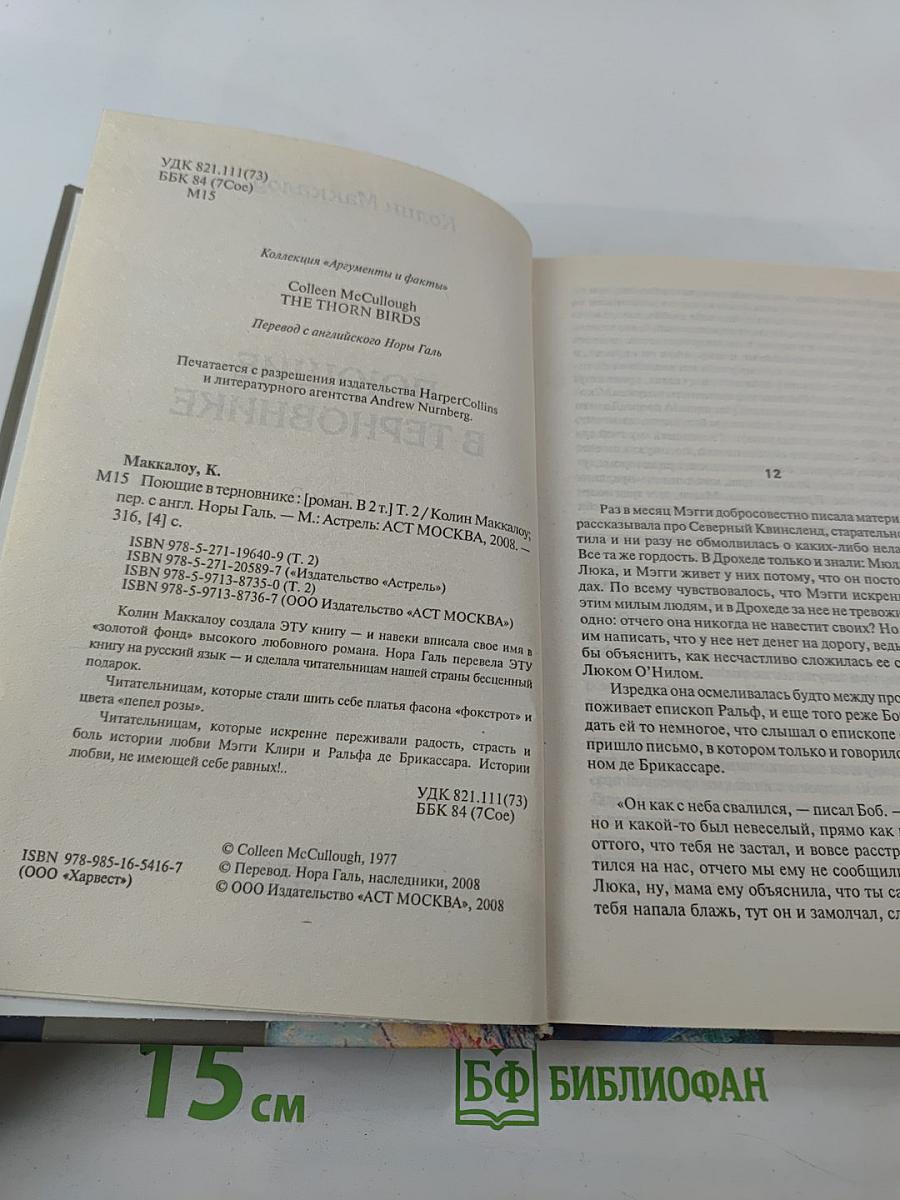 УДК 821.111(73)
ББК 84 (7Сое)
М15
Коллекция «Аргументы и факты»
Colleen McCullough
THE THORN BIRDS
Перевод с английского Норы Галь
Печатается с разрешения издательства HarperCollins
и литературного агентства Andrew Nurnberg.
Маккалоу, К.
М15 Поющие в терновнике : [роман. В 2 т.] Т. 2 / Колин Маккалоу;
пер. с англ. Норы Галь. — М.: Астрель: АСТ МОСКВА, 2008. —
316, [4] с.
ISBN 978-5-271-19640-9 (Т. 2)
ISBN 978-5-271-20589-7 («Издательство «Астрель»)
ISBN 978-5-9713-8735-0 (Т. 2)
ISBN 978-5-9713-8736-7 (ООО Издательство «АСТ МОСКВА»)
Колин Маккалоу создала ЭТУ книгу — и навеки вписала свое имя в
«золотой фонд» высокого любовного романа. Нора Галь перевела ЭТУ
книгу на русский язык — и сделала читательницам нашей страны бесценный
подарок.
Читательницам, которые стали шить себе платья фасона «фокстрот» и
цвета «пепел розы».
Читательницам, которые искренне переживали радость, страсть и
боль истории любви Мэгги Клири и Ральфа де Брикассара. Истории
любви, не имеющей себе равных!..
УДК 821.111(73)
ББК 84 (7Сое)
ISBN 978-985-16-5416-7
(ООО «Харвест»)
© Colleen McCullough, 1977
© Перевод. Нора Галь, наследники, 2008
© ООО Издательство «АСТ МОСКВА», 2008
12
Раз в месяц Мэгги добросовестно писала матери
рассказывала про Северный Квинсленд, старательно
тила и ни разу не обмолвилась о каких-либо нела
Все та же гордость. В Дрохеде только и знали: Мюл
Люка, и Мэгги живет у них потому, что он посто
дах. По всему чувствовалось, что Мэгги искрен
этим милым людям, и в Дрохеде за нее не тревожи
одно: отчего она никогда не навестит своих? Но
им написать, что у нее нет денег на дорогу, ведь
бы объяснить, как несчастливо сложилась ее с
Люком О’Нилом.
Изредка она осмеливалась будто между про
поживает епископ Ральф, и еще того реже Бо
дать ей то немногое, что слышал о епископе
пришло письмо, в котором только и говорилос
ном де Брикассаре.
«Он как с неба свалился, — писал Боб. —
но и какой-то был невеселый, прямо как
оттого, что тебя не застал, и вовсе расстр
тился на нас, отчего мы ему не сообщили
Люка, ну, мама ему объяснила, что ты са
тебя напала блажь, тут он и замолчал, сл
15 см
БФ БИБЛИОФАН